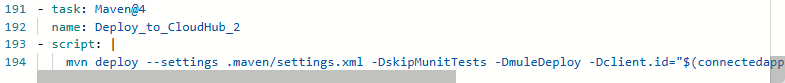 191 - task: Maven@4
192 name: Deploy_to_CloudHub_2
193 - script: |
194 mvn deploy --settings .maven/settings.xml -DskipMunitTests -DmuleDeploy -Dclient.id="$(connectedapp